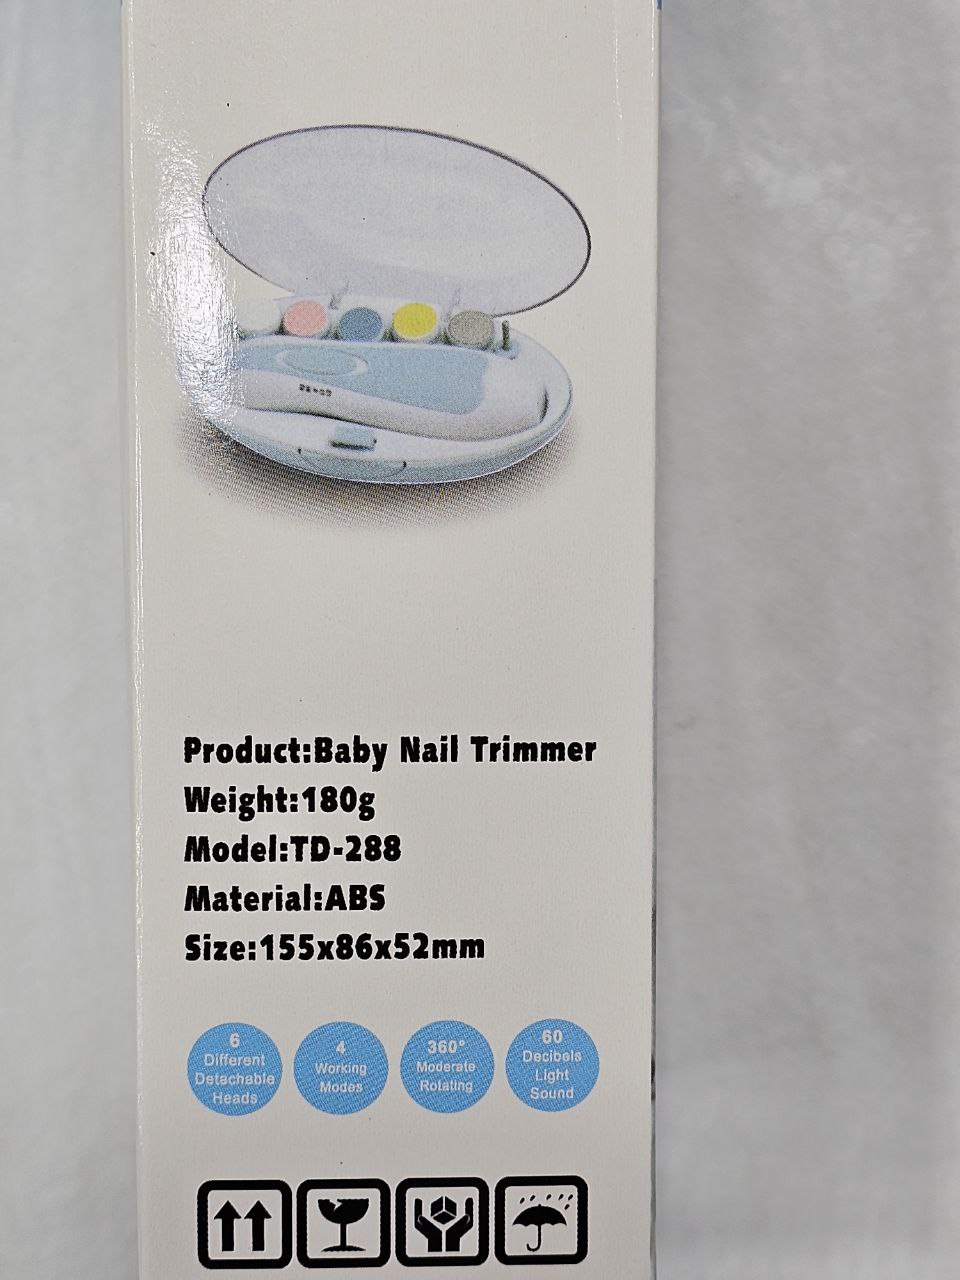 Product:Baby Nail Trimmer
Weight:180g
Model:TD-288
Material:ABS
Size:155x86x52mm
6
Different
Detachable
Heads
4
Working
Modes
360°
Moderate
Rotating
60
Decibels
Light
Sound